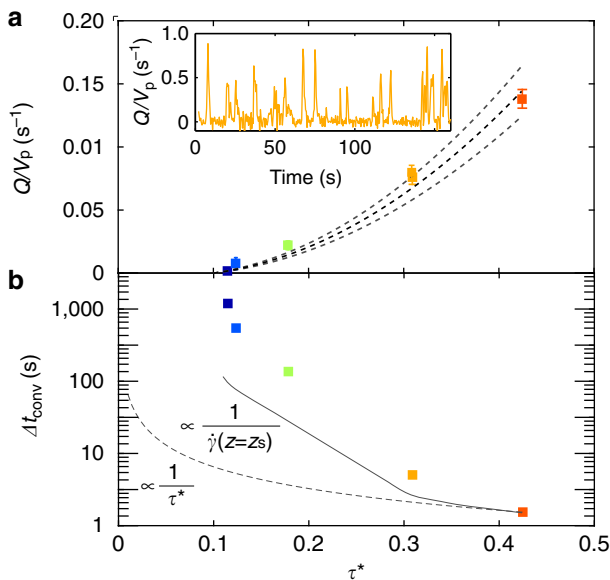 a
Q/Vp (s⁻¹)
0.20
0.15
0.10
0.05
0
Q/Vp (s⁻¹)
1.0
0.5
0
0 100
Time (s)
b
Δtconv (s)
1,000
100
10
1
∝ 1/γ̇(z=zs)
∝ 1/τ*
0 0.1 0.2 0.3 0.4 0.5
τ*